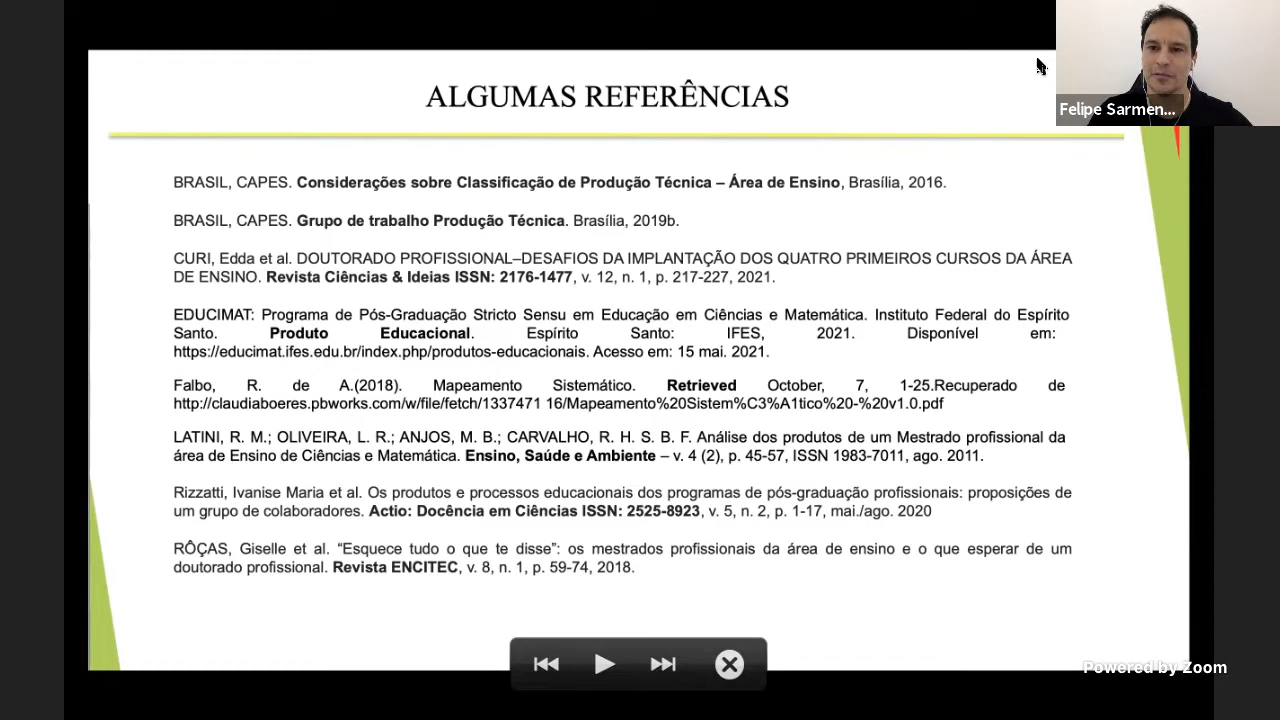 ALGUMAS REFERÊNCIAS
Felipe Sarmen...
BRASIL, CAPES. Considerações sobre Classificação de Produção Técnica – Área de Ensino, Brasília, 2016.
BRASIL, CAPES. Grupo de trabalho Produção Técnica. Brasília, 2019b.
CURI, Edda et al. DOUTORADO PROFISSIONAL–DESAFIOS DA IMPLANTAÇÃO DOS QUATRO PRIMEIROS CURSOS DA ÁREA
DE ENSINO. Revista Ciências & Ideias ISSN: 2176-1477, v. 12, n. 1, p. 217-227, 2021.
EDUCIMAT: Programa de Pós-Graduação Stricto Sensu em Educação em Ciências e Matemática. Instituto Federal do Espírito
Santo. Produto Educacional. Espírito Santo: IFES, 2021. Disponível em:
https://educimat.ifes.edu.br/index.php/produtos-educacionais. Acesso em: 15 mai. 2021.
Falbo, R. de A.(2018). Mapeamento Sistemático. Retrieved October, 7, 1-25.Recuperado de
http://claudiaboeres.pbworks.com/w/file/fetch/1337471 16/Mapeamento%20Sistem%C3%A1tico%20-%20v1.0.pdf
LATINI, R. M.; OLIVEIRA, L. R.; ANJOS, M. B.; CARVALHO, R. H. S. B. F. Análise dos produtos de um Mestrado profissional da
área de Ensino de Ciências e Matemática. Ensino, Saúde e Ambiente – v. 4 (2), p. 45-57, ISSN 1983-7011, ago. 2011.
Rizzatti, Ivanise Maria et al. Os produtos e processos educacionais dos programas de pós-graduação profissionais: proposições de
um grupo de colaboradores. Actio: Docência em Ciências ISSN: 2525-8923, v. 5, n. 2, p. 1-17, mai./ago. 2020
RÔÇAS, Giselle et al. “Esquece tudo o que te disse”: os mestrados profissionais da área de ensino e o que esperar de um
doutorado profissional. Revista ENCITEC, v. 8, n. 1, p. 59-74, 2018.
Powered by Zoom